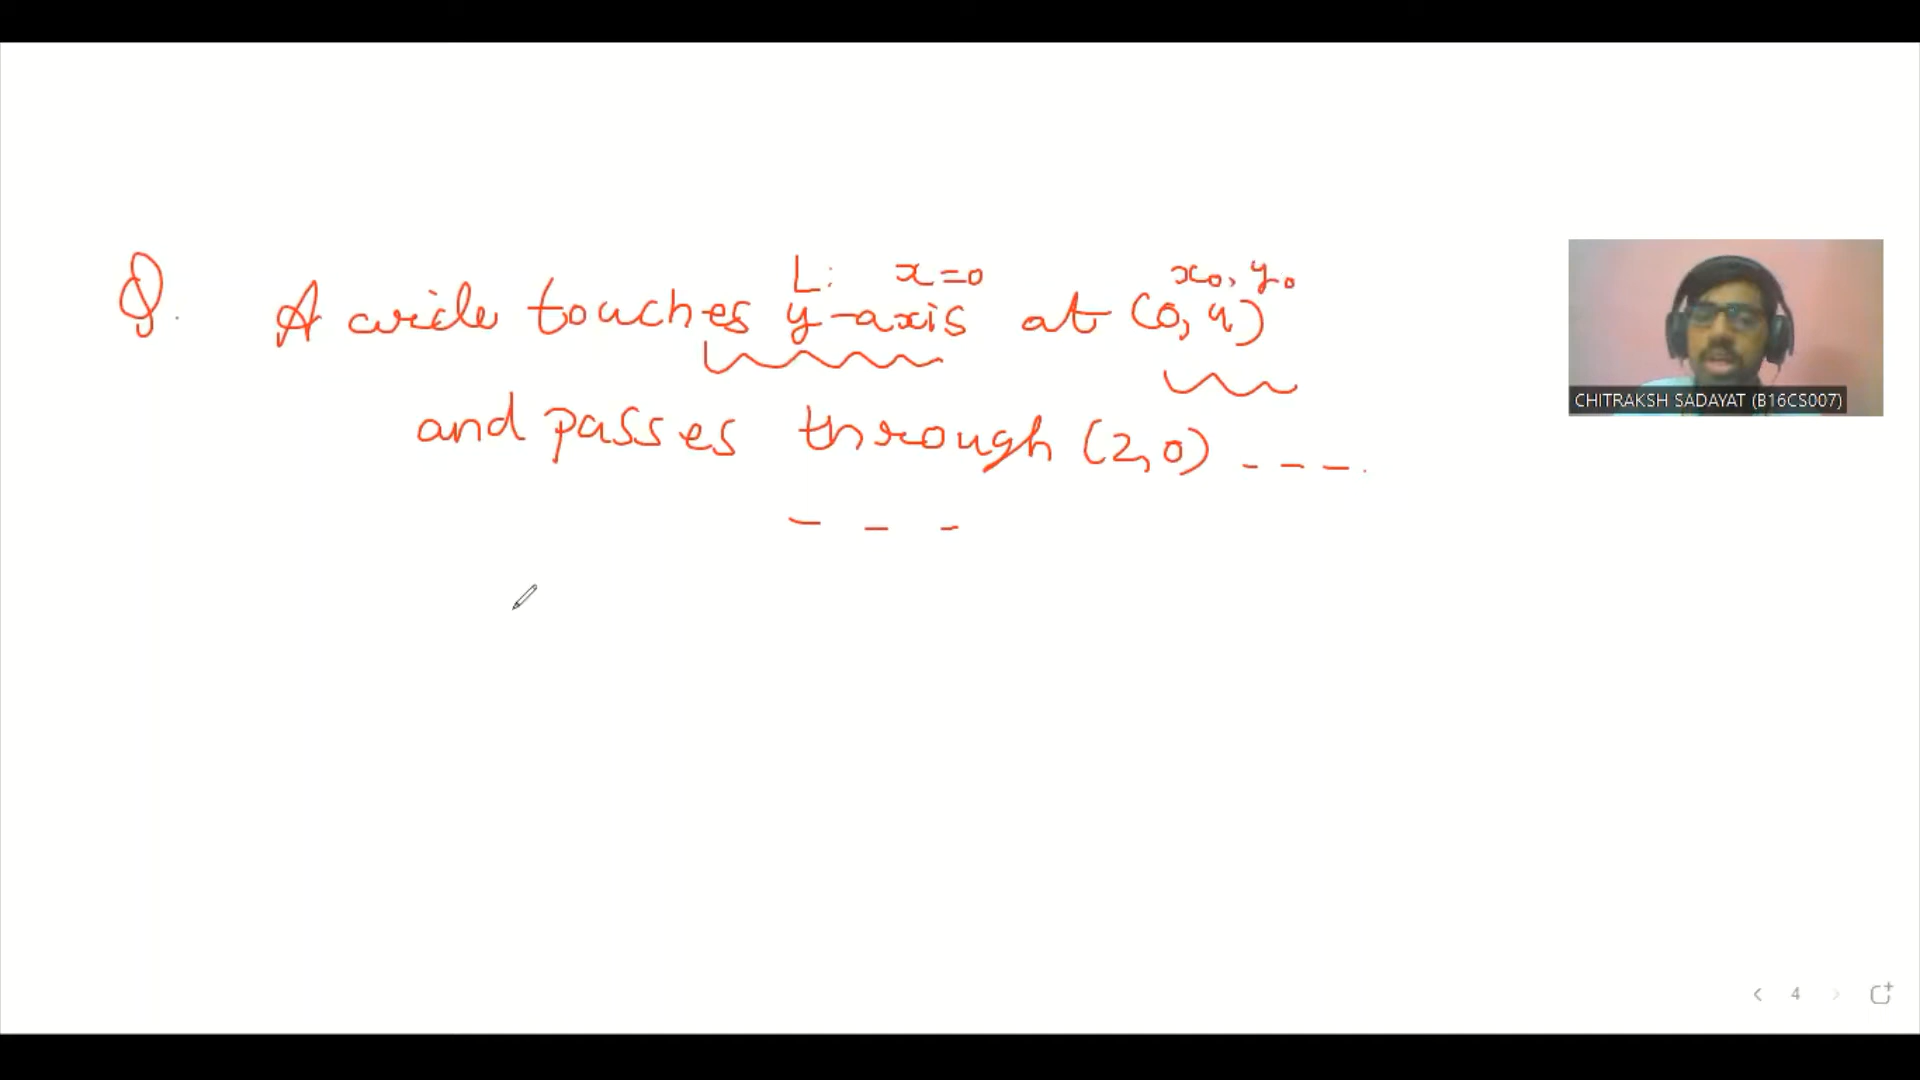 L: x=0 x₀, y₀
Q. A circle touches y-axis at (0,4)
and passes through (2,0) - - - .
- - -
CHITRAKSH SADAYAT (B16CS007)
< 4 >